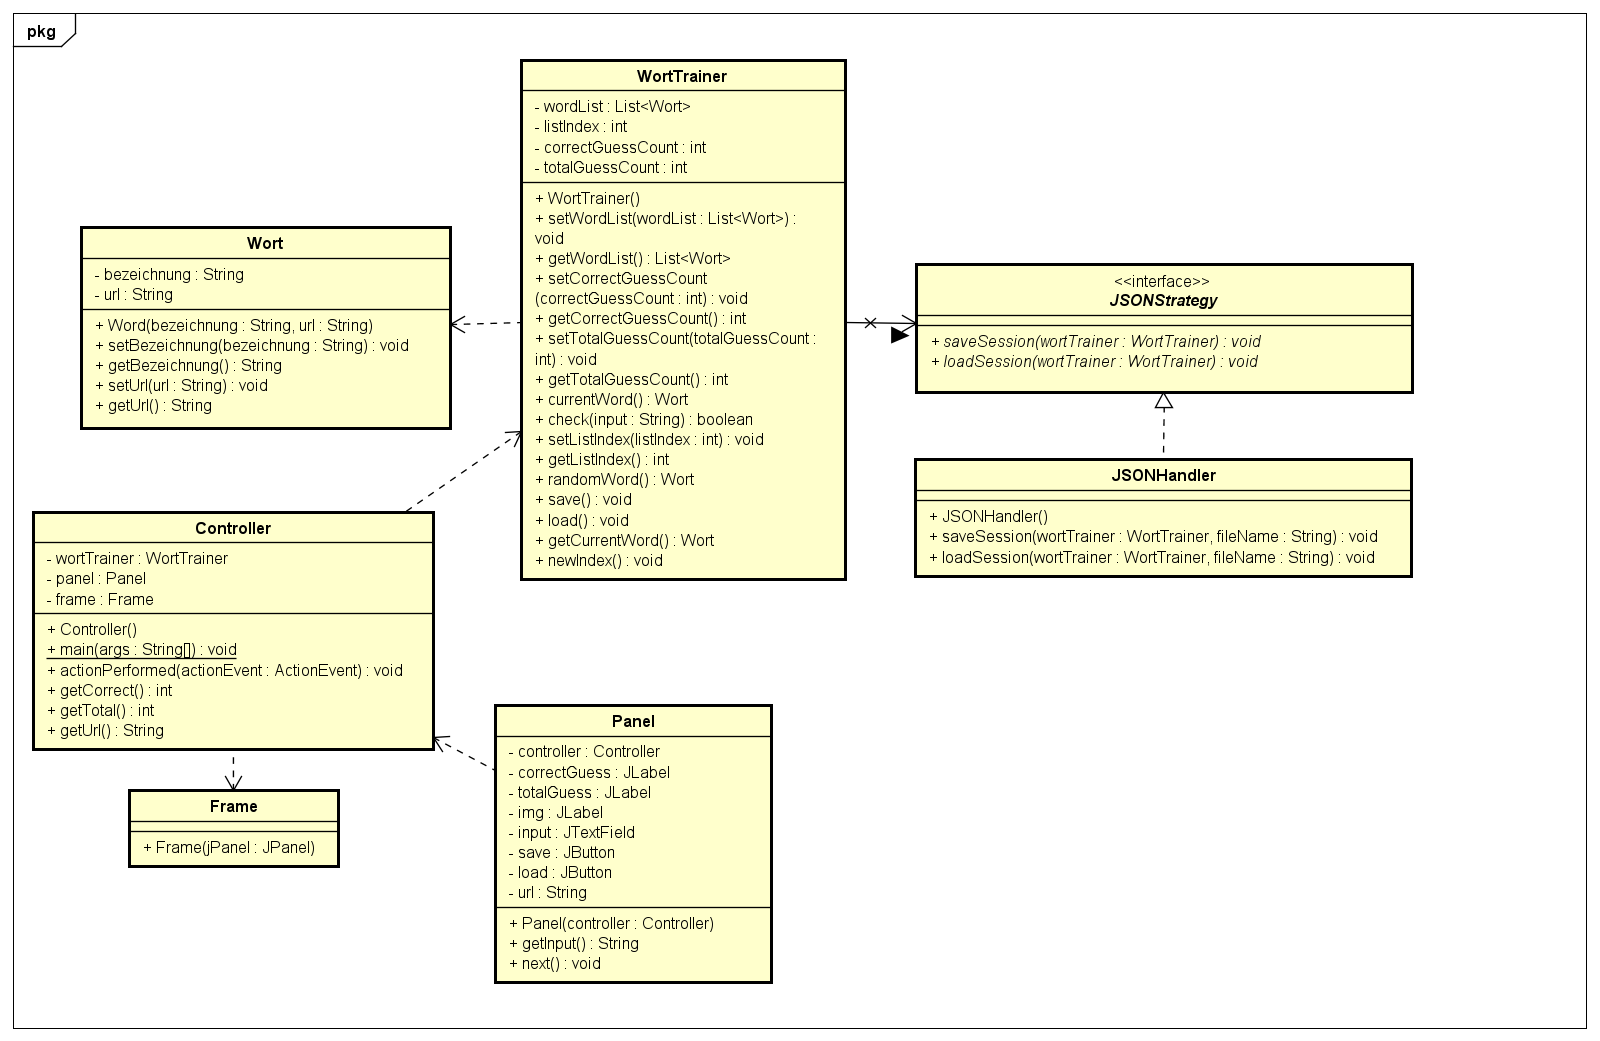 pkg
WortTrainer
- wordList : List<Wort>
- listIndex : int
- correctGuessCount : int
- totalGuessCount : int
+ WortTrainer()
+ setWordList(wordList : List<Wort>) :
void
+ getWordList() : List<Wort>
+ setCorrectGuessCount
(correctGuessCount : int) : void
+ getCorrectGuessCount() : int
+ setTotalGuessCount(totalGuessCount :
int) : void
+ getTotalGuessCount() : int
+ currentWord() : Wort
+ check(input : String) : boolean
+ setListIndex(listIndex : int) : void
+ getListIndex() : int
+ randomWord() : Wort
+ save() : void
+ load() : void
+ getCurrentWord() : Wort
+ newIndex() : void
Wort
- bezeichnung : String
- url : String
+ Word(bezeichnung : String, url : String)
+ setBezeichnung(bezeichnung : String) : void
+ getBezeichnung() : String
+ setUrl(url : String) : void
+ getUrl() : String
<<interface>>
JSONStrategy
+ saveSession(wortTrainer : WortTrainer) : void
+ loadSession(wortTrainer : WortTrainer) : void
JSONHandler
+ JSONHandler()
+ saveSession(wortTrainer : WortTrainer, fileName : String) : void
+ loadSession(wortTrainer : WortTrainer, fileName : String) : void
Controller
- wortTrainer : WortTrainer
- panel : Panel
- frame : Frame
+ Controller()
+ main(args : String[]) : void
+ actionPerformed(actionEvent : ActionEvent) : void
+ getCorrect() : int
+ getTotal() : int
+ getUrl() : String
Frame
+ Frame(jPanel : JPanel)
Panel
- controller : Controller
- correctGuess : JLabel
- totalGuess : JLabel
- img : JLabel
- input : JTextField
- save : JButton
- load : JButton
- url : String
+ Panel(controller : Controller)
+ getInput() : String
+ next() : void